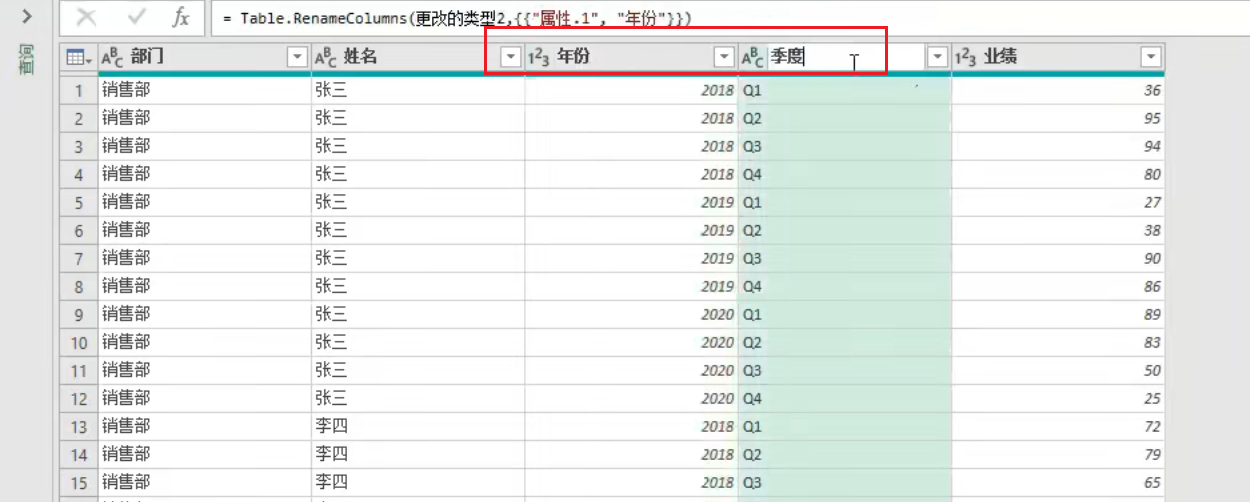 fx = Table.RenameColumns(更改的类型2,{{"属性.1", "年份"}})
查询
ABC 部门 ABC 姓名 123 年份 ABC 季度 123 业绩
1 销售部 张三 2018 Q1 36
2 销售部 张三 2018 Q2 95
3 销售部 张三 2018 Q3 94
4 销售部 张三 2018 Q4 80
5 销售部 张三 2019 Q1 27
6 销售部 张三 2019 Q2 38
7 销售部 张三 2019 Q3 90
8 销售部 张三 2019 Q4 86
9 销售部 张三 2020 Q1 89
10 销售部 张三 2020 Q2 83
11 销售部 张三 2020 Q3 50
12 销售部 张三 2020 Q4 25
13 销售部 李四 2018 Q1 72
14 销售部 李四 2018 Q2 79
15 销售部 李四 2018 Q3 65